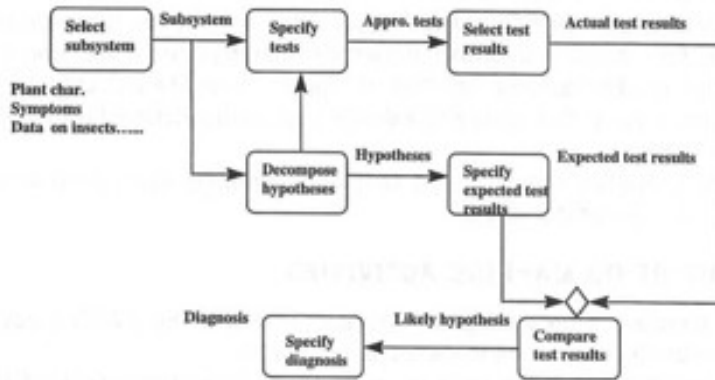 Select
subsystem
Subsystem
Specify
tests
Appro. tests
Select test
results
Actual test results
Plant char.
Symptoms
Data on insects......
Decompose
hypotheses
Hypotheses
Specify
expected test
results
Expected test results
Diagnosis
Specify
diagnosis
Likely hypothesis
Compare
test results